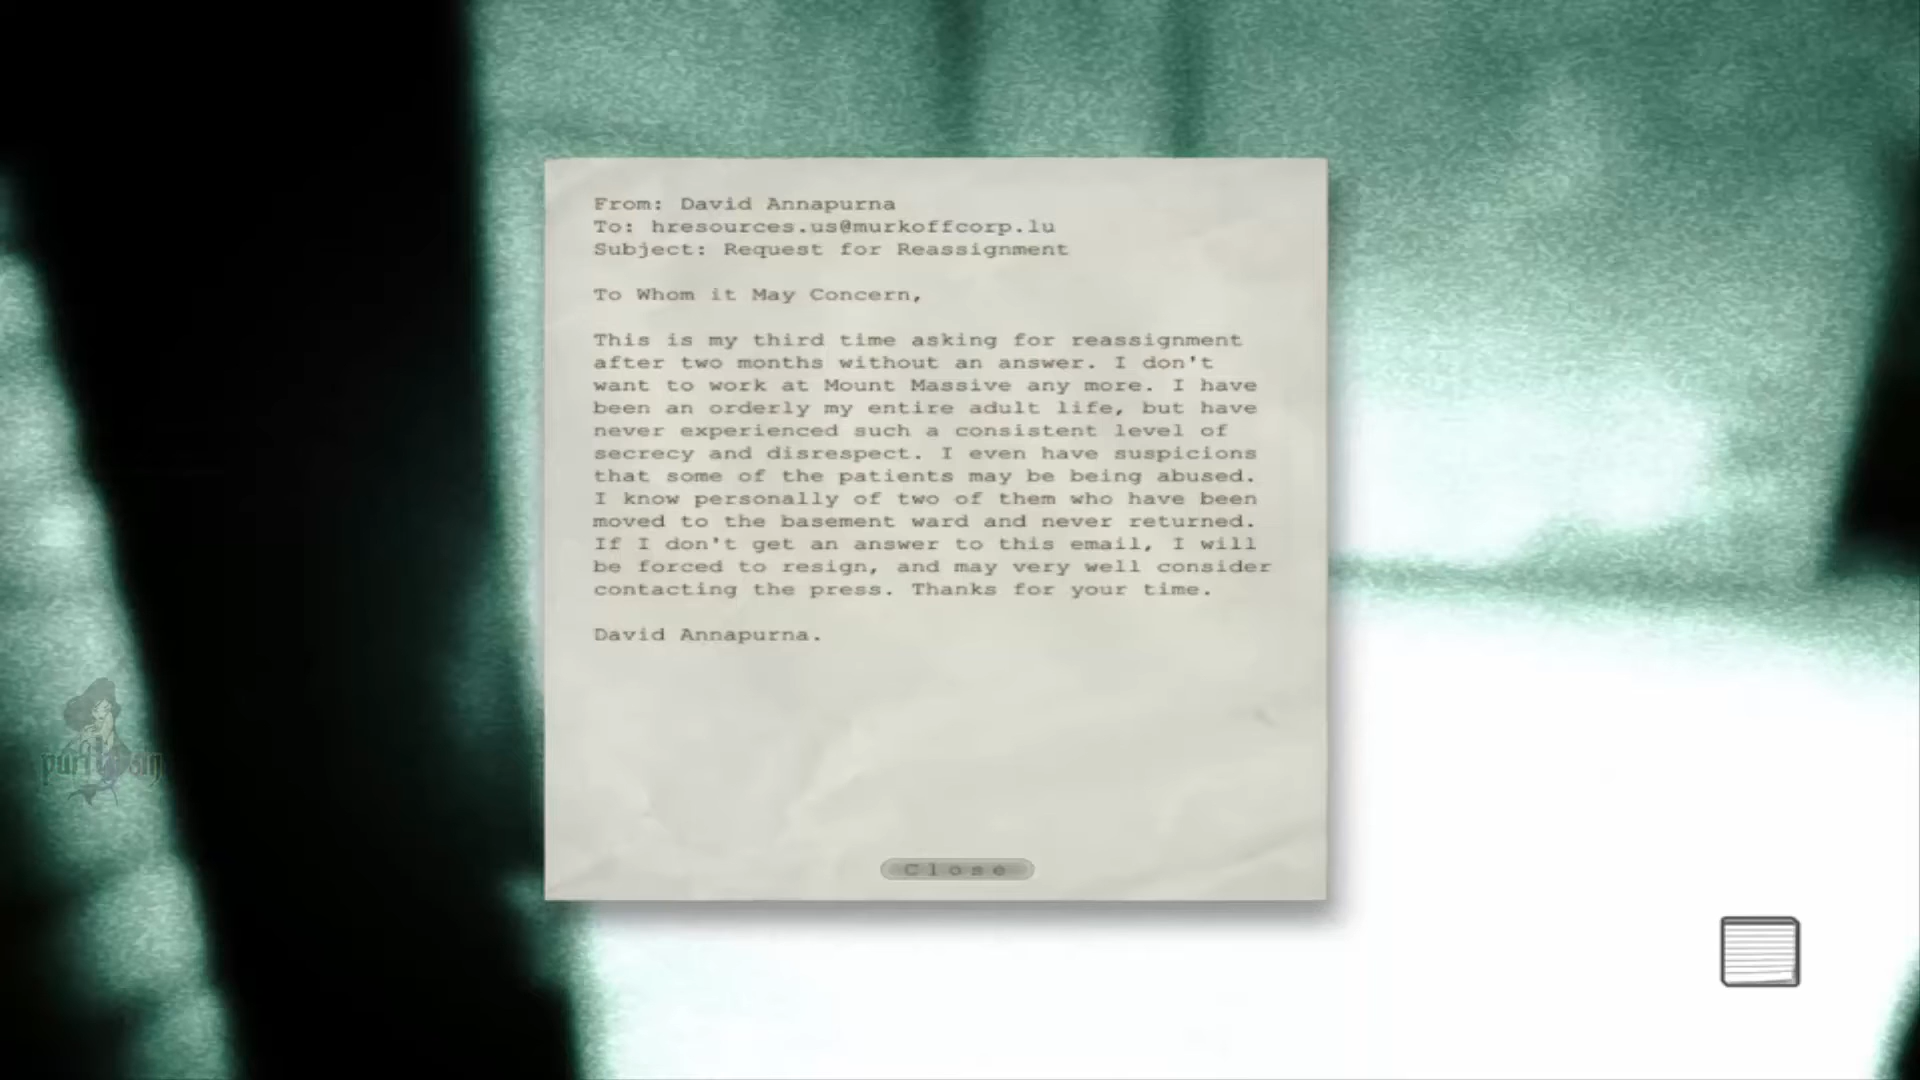 From: David Annapurna
To: hresources.us@murkoffcorp.lu
Subject: Request for Reassignment
To Whom it May Concern,
This is my third time asking for reassignment
after two months without an answer. I don't
want to work at Mount Massive any more. I have
been an orderly my entire adult life, but have
never experienced such a consistent level of
secrecy and disrespect. I even have suspicions
that some of the patients may be being abused.
I know personally of two of them who have been
moved to the basement ward and never returned.
If I don't get an answer to this email, I will
be forced to resign, and may very well consider
contacting the press. Thanks for your time.
David Annapurna.
Close